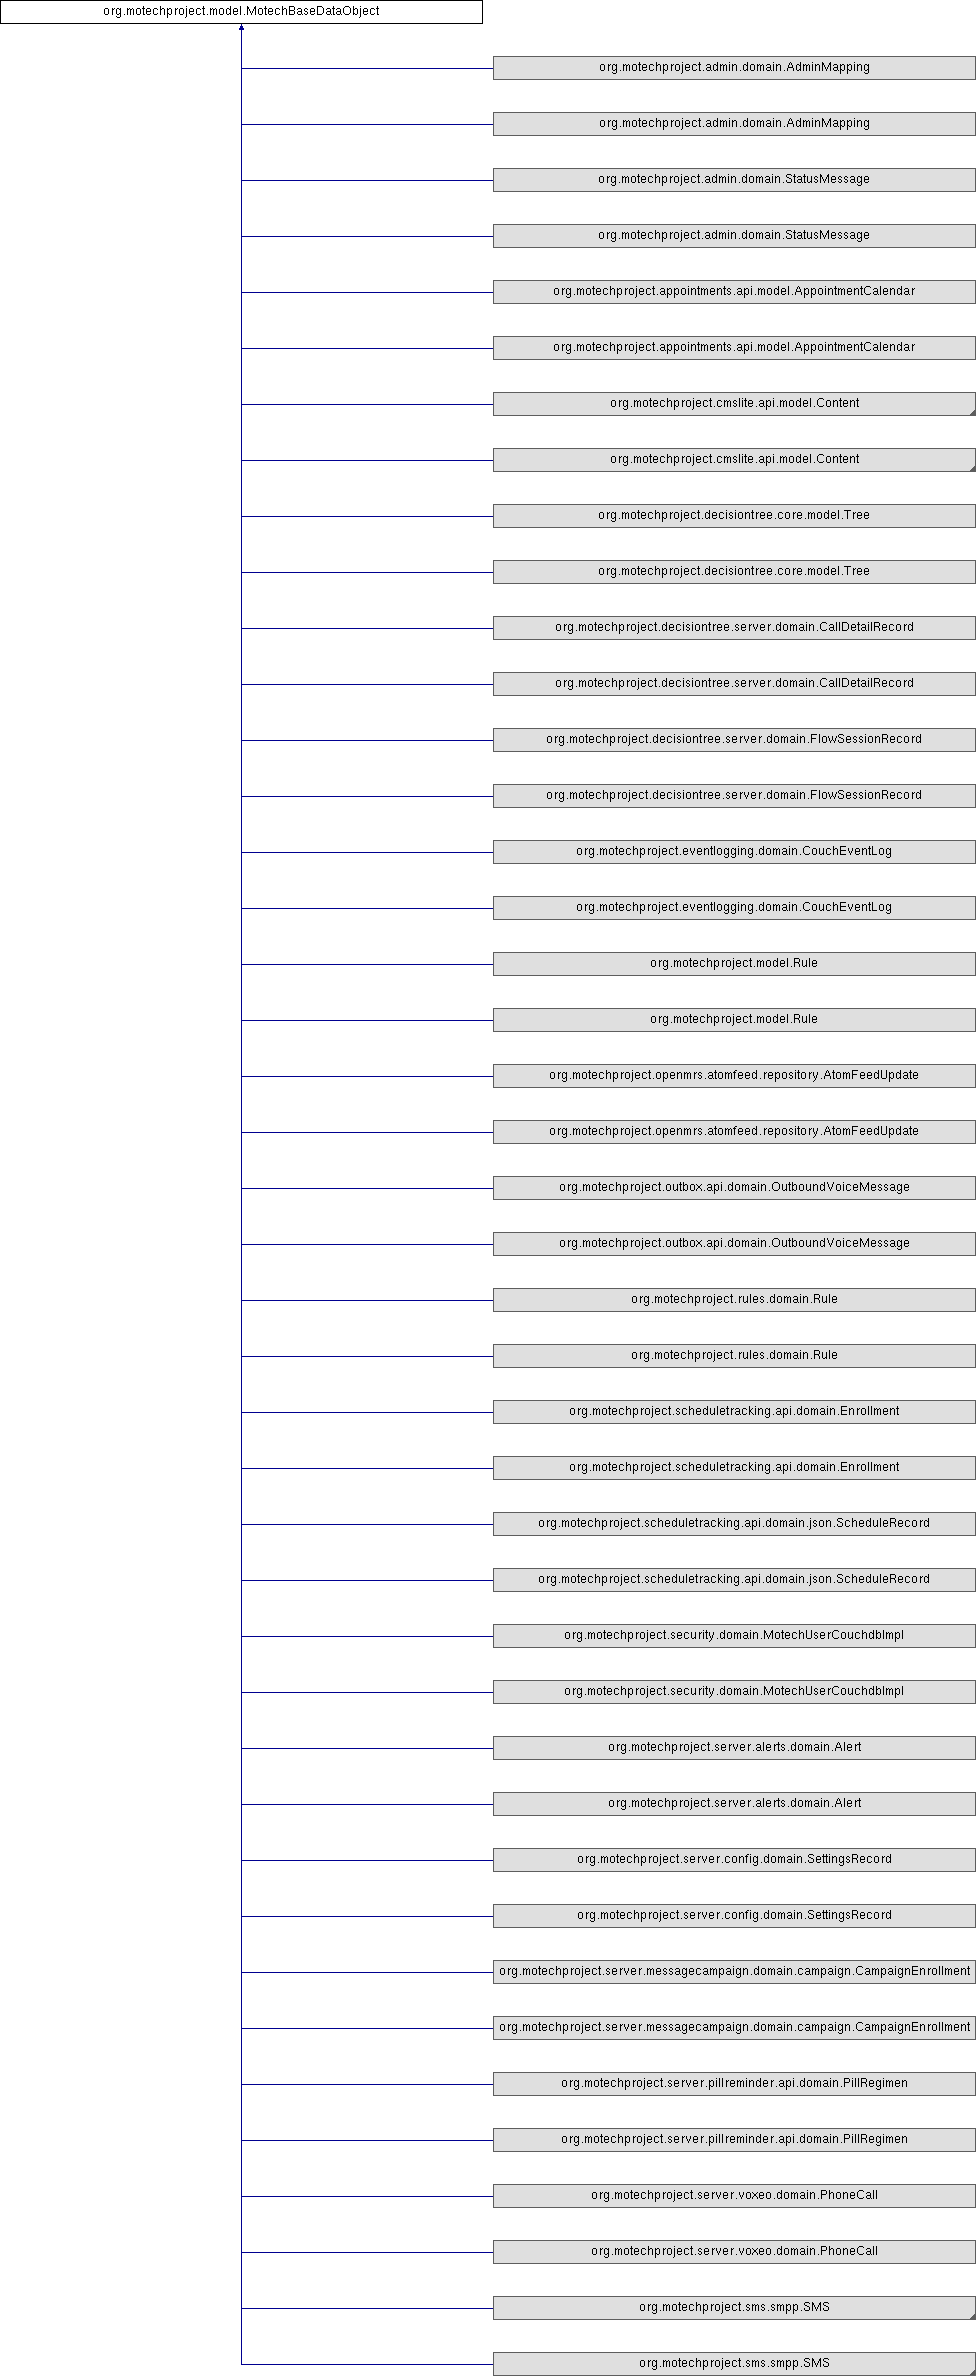 org.motechproject.model.MotechBaseDataObject
org.motechproject.admin.domain.AdminMapping
org.motechproject.admin.domain.AdminMapping
org.motechproject.admin.domain.StatusMessage
org.motechproject.admin.domain.StatusMessage
org.motechproject.appointments.api.model.AppointmentCalendar
org.motechproject.appointments.api.model.AppointmentCalendar
org.motechproject.cmslite.api.model.Content
org.motechproject.cmslite.api.model.Content
org.motechproject.decisiontree.core.model.Tree
org.motechproject.decisiontree.core.model.Tree
org.motechproject.decisiontree.server.domain.CallDetailRecord
org.motechproject.decisiontree.server.domain.CallDetailRecord
org.motechproject.decisiontree.server.domain.FlowSessionRecord
org.motechproject.decisiontree.server.domain.FlowSessionRecord
org.motechproject.eventlogging.domain.CouchEventLog
org.motechproject.eventlogging.domain.CouchEventLog
org.motechproject.model.Rule
org.motechproject.model.Rule
org.motechproject.openmrs.atomfeed.repository.AtomFeedUpdate
org.motechproject.openmrs.atomfeed.repository.AtomFeedUpdate
org.motechproject.outbox.api.domain.OutboundVoiceMessage
org.motechproject.outbox.api.domain.OutboundVoiceMessage
org.motechproject.rules.domain.Rule
org.motechproject.rules.domain.Rule
org.motechproject.scheduletracking.api.domain.Enrollment
org.motechproject.scheduletracking.api.domain.Enrollment
org.motechproject.scheduletracking.api.domain.json.ScheduleRecord
org.motechproject.scheduletracking.api.domain.json.ScheduleRecord
org.motechproject.security.domain.MotechUserCouchdbImpl
org.motechproject.security.domain.MotechUserCouchdbImpl
org.motechproject.server.alerts.domain.Alert
org.motechproject.server.alerts.domain.Alert
org.motechproject.server.config.domain.SettingsRecord
org.motechproject.server.config.domain.SettingsRecord
org.motechproject.server.messagecampaign.domain.campaign.CampaignEnrollment
org.motechproject.server.messagecampaign.domain.campaign.CampaignEnrollment
org.motechproject.server.pillreminder.api.domain.PillRegimen
org.motechproject.server.pillreminder.api.domain.PillRegimen
org.motechproject.server.voxeo.domain.PhoneCall
org.motechproject.server.voxeo.domain.PhoneCall
org.motechproject.sms.smpp.SMS
org.motechproject.sms.smpp.SMS